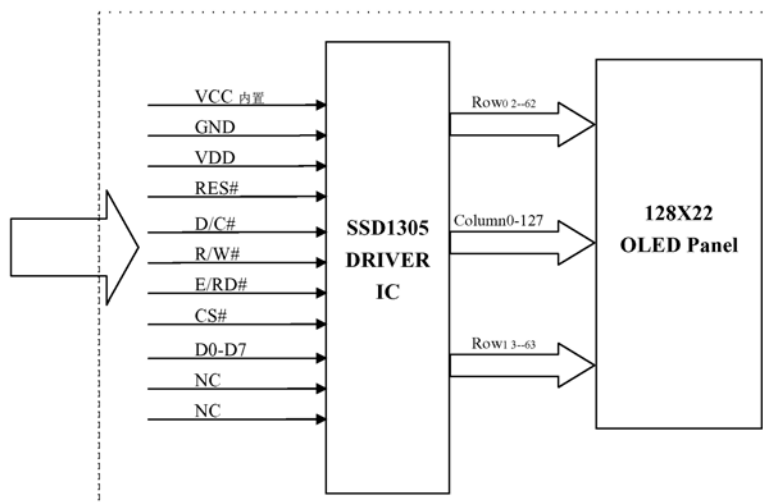 VCC 内置
GND
VDD
RES#
D/C#
R/W#
E/RD#
CS#
D0-D7
NC
NC
SSD1305
DRIVER
IC
Row0 2--62
Column0-127
Row1 3--63
128X22
OLED Panel